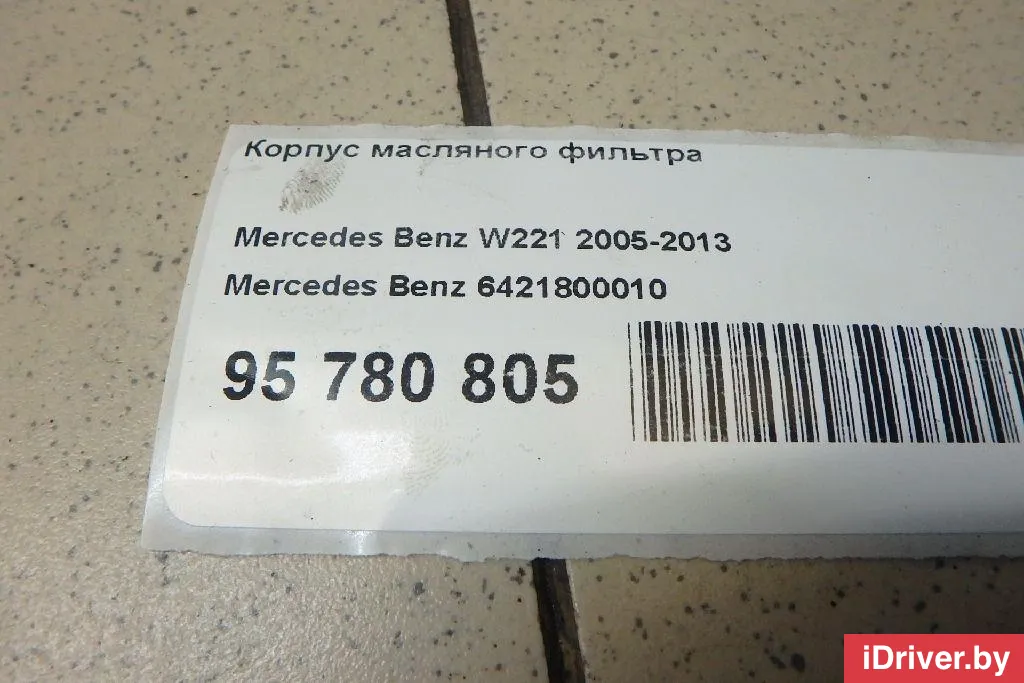 Корпус масляного фильтра
Mercedes Benz W221 2005-2013
Mercedes Benz 6421800010
95 780 805
iDriver.by